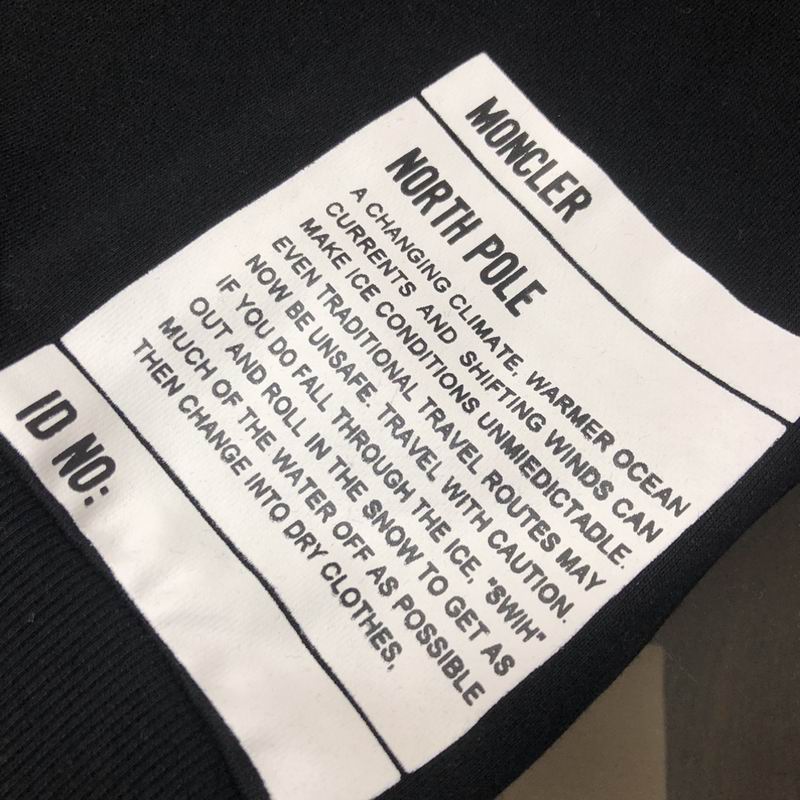 MONCLER
NORTH POLE
A CHANGING CLIMATE, WARMER OCEAN
CURRENTS AND SHIFTING WINDS CAN
MAKE ICE CONDITIONS UNMIEDICTADLE.
EVEN TRADITIONAL TRAVEL ROUTES MAY
NOW BE UNSAFE. TRAVEL WITH CAUTION.
IF YOU DO FALL THROUGH THE ICE, "SWIH"
OUT AND ROLL IN THE SNOW TO GET AS
MUCH OF THE WATER OFF AS POSSIBLE
THEN CHANGE INTO DRY CLOTHES,
ID NO: